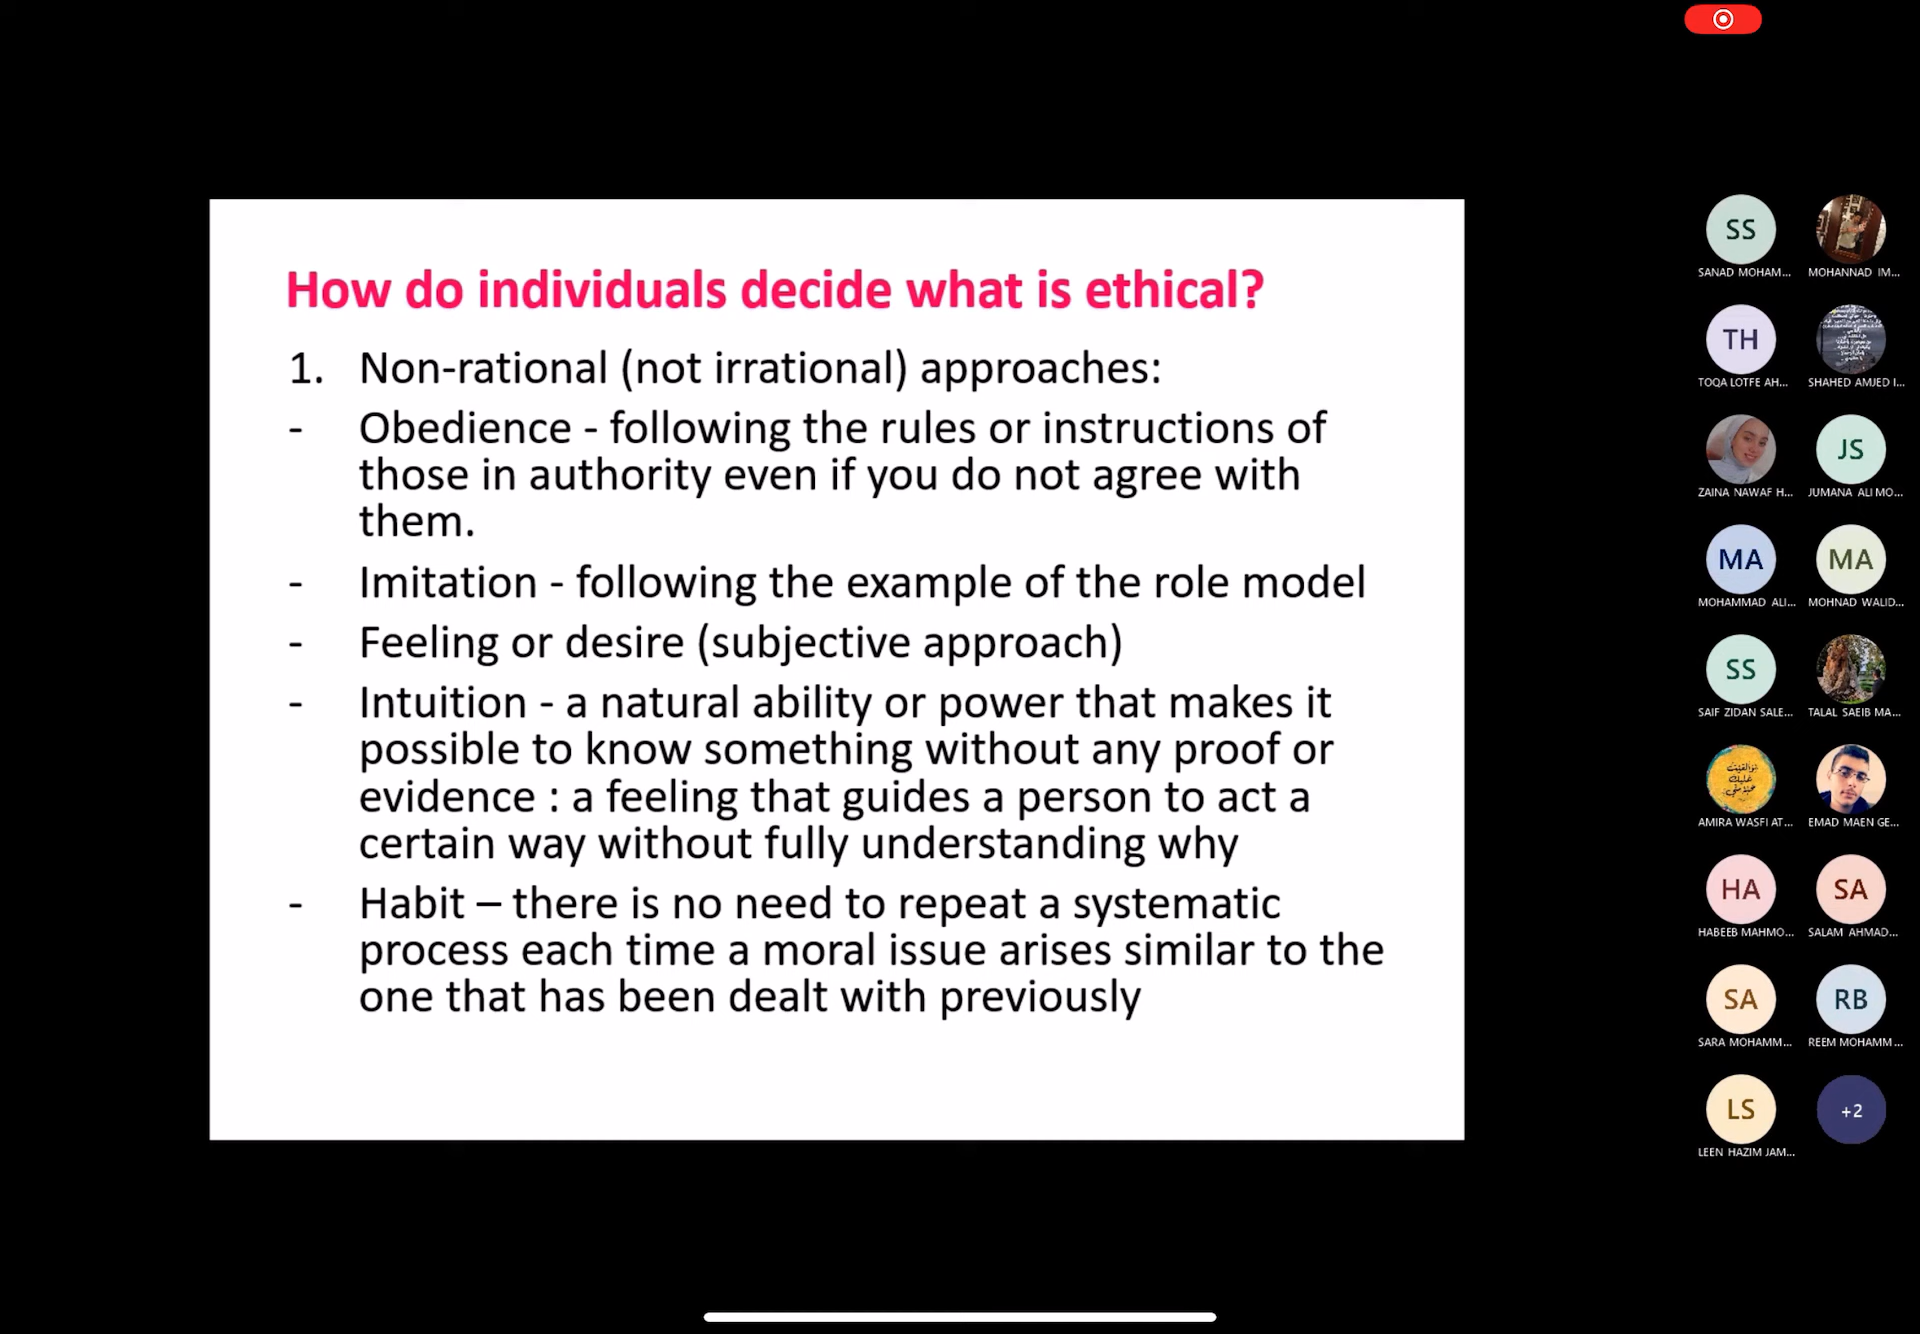 How do individuals decide what is ethical?
1. Non-rational (not irrational) approaches:
- Obedience - following the rules or instructions of
those in authority even if you do not agree with
them.
- Imitation - following the example of the role model
- Feeling or desire (subjective approach)
- Intuition - a natural ability or power that makes it
possible to know something without any proof or
evidence : a feeling that guides a person to act a
certain way without fully understanding why
- Habit – there is no need to repeat a systematic
process each time a moral issue arises similar to the
one that has been dealt with previously
SS
SANAD MOHAM...
MOHANNAD IM...
TH
TOQA LOTFE AH...
SHAHED AMJED I...
ZAINA NAWAF H...
JS
JUMANA ALI MO...
MA
MOHAMMAD ALI...
MA
MOHNAD WALID...
SS
SAIF ZIDAN SALE...
TALAL SAEIB MA...
AMIRA WASFI AT...
EMAD MAEN GE...
HA
HABEEB MAHMO...
SA
SALAM AHMAD...
SA
SARA MOHAMM...
RB
REEM MOHAMM...
LS
LEEN HAZIM JAM...
+2